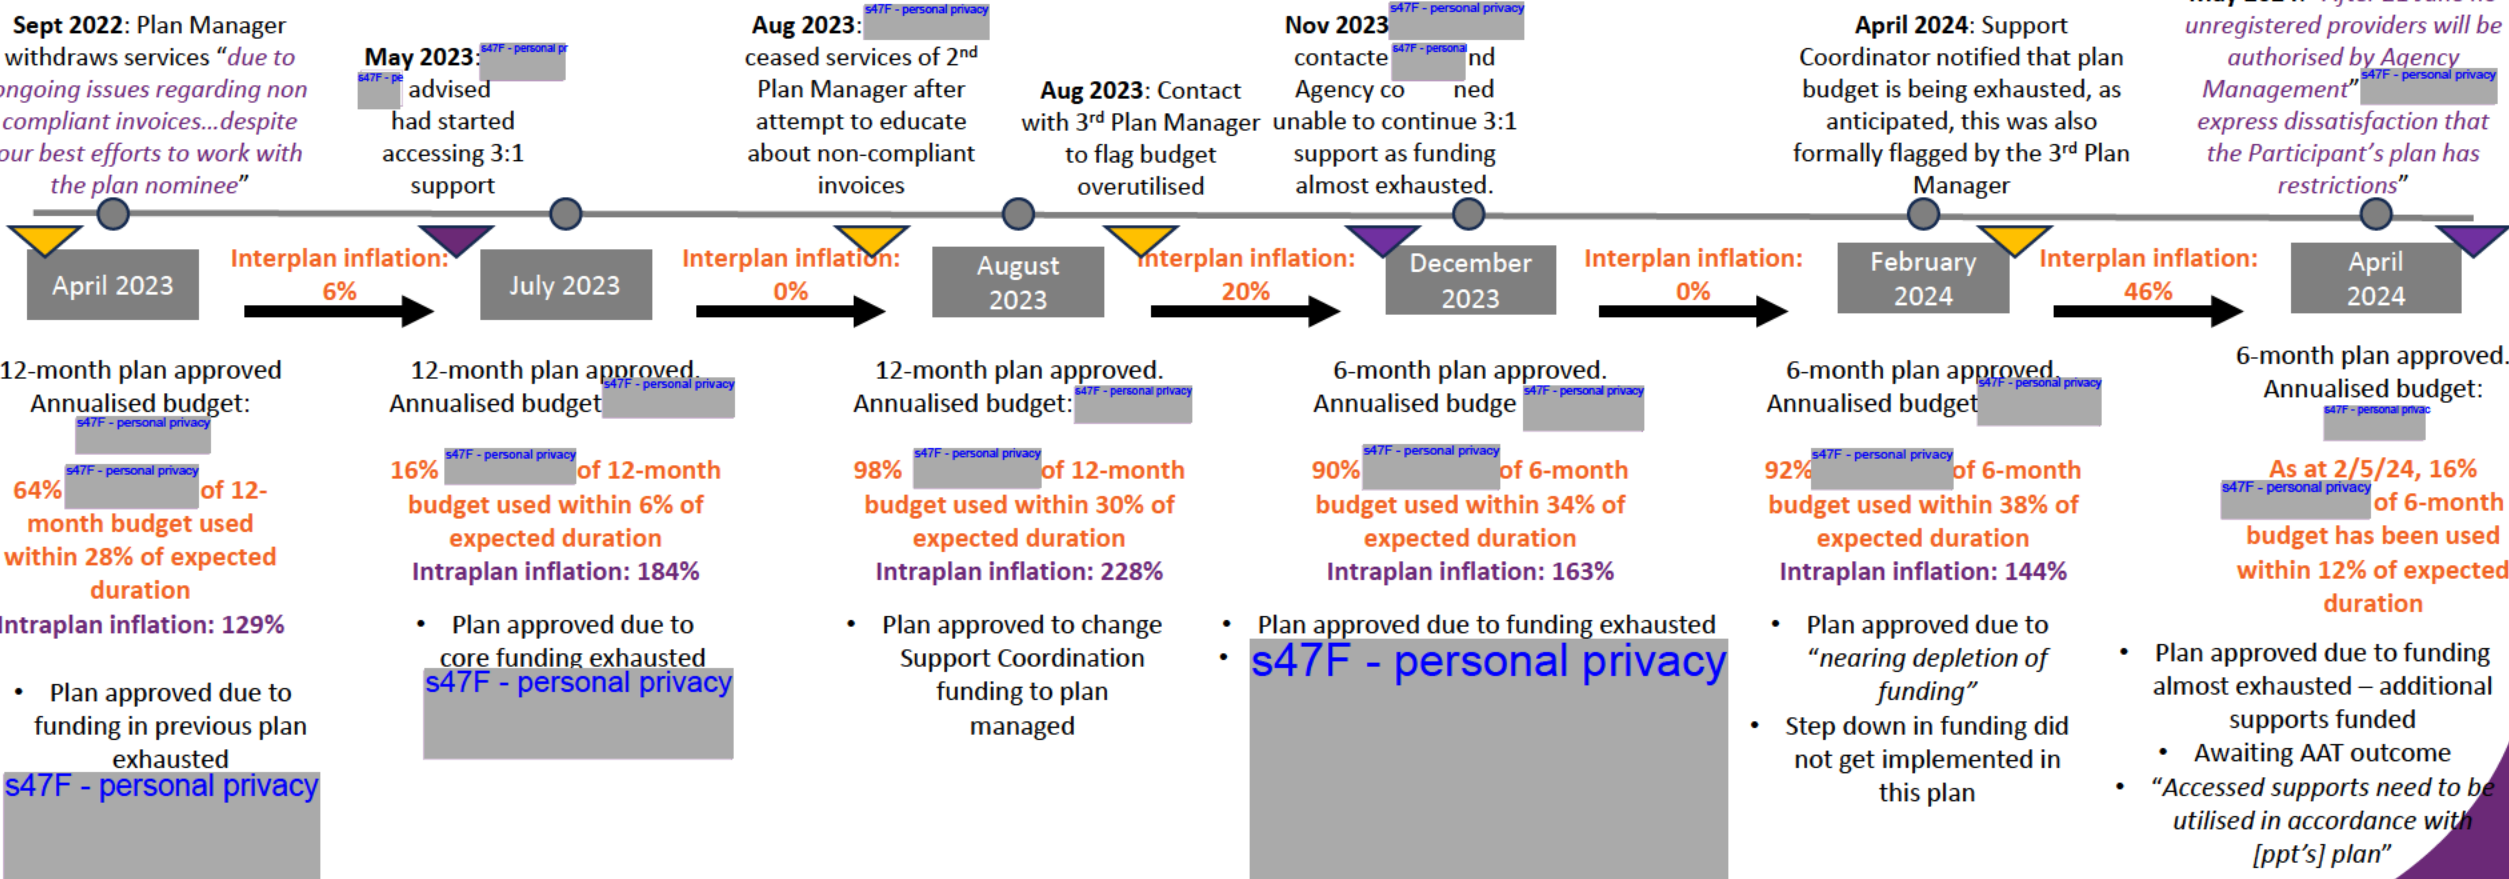 Sept 2022: Plan Manager
withdraws services “due to
ongoing issues regarding non
compliant invoices…despite
our best efforts to work with
the plan nominee”
s47F - personal pr
May 2023:
s47F - pe
advised
had started
accessing 3:1
support
s47F - personal privacy
Aug 2023:
ceased services of 2nd
Plan Manager after
attempt to educate
about non-compliant
invoices
Aug 2023: Contact
with 3rd Plan Manager
to flag budget
overutilised
s47F - personal privacy
Nov 2023
s47F - personal
contacte nd
Agency co ned
unable to continue 3:1
support as funding
almost exhausted.
April 2024: Support
Coordinator notified that plan
budget is being exhausted, as
anticipated, this was also
formally flagged by the 3rd Plan
Manager
unregistered providers will be
authorised by Agency
Management”
s47F - personal privacy
express dissatisfaction that
the Participant’s plan has
restrictions”
April 2023
Interplan inflation:
6%
July 2023
Interplan inflation:
0%
August
2023
Interplan inflation:
20%
December
2023
Interplan inflation:
0%
February
2024
Interplan inflation:
46%
April
2024
12-month plan approved
Annualised budget:
s47F - personal privacy
s47F - personal privacy
64% of 12-
month budget used
within 28% of expected
duration
Intraplan inflation: 129%
• Plan approved due to
funding in previous plan
exhausted
s47F - personal privacy
12-month plan approved.
Annualised budget
s47F - personal privacy
s47F - personal privacy
16% of 12-month
budget used within 6% of
expected duration
Intraplan inflation: 184%
• Plan approved due to
core funding exhausted
s47F - personal privacy
12-month plan approved.
Annualised budget:
s47F - personal privacy
s47F - personal privacy
98% of 12-month
budget used within 30% of
expected duration
Intraplan inflation: 228%
• Plan approved to change
Support Coordination
funding to plan
managed
6-month plan approved.
Annualised budge
s47F - personal privacy
s47F - personal privacy
90% of 6-month
budget used within 34% of
expected duration
Intraplan inflation: 163%
• Plan approved due to funding exhausted
• s47F - personal privacy
6-month plan approved.
Annualised budget
s47F - personal privacy
s47F - personal privacy
92% of 6-month
budget used within 38% of
expected duration
Intraplan inflation: 144%
• Plan approved due to
“nearing depletion of
funding”
• Step down in funding did
not get implemented in
this plan
6-month plan approved.
Annualised budget:
s47F - personal privac
As at 2/5/24, 16%
s47F - personal privacy
of 6-month
budget has been used
within 12% of expected
duration
• Plan approved due to funding
almost exhausted – additional
supports funded
• Awaiting AAT outcome
• “Accessed supports need to be
utilised in accordance with
[ppt’s] plan”